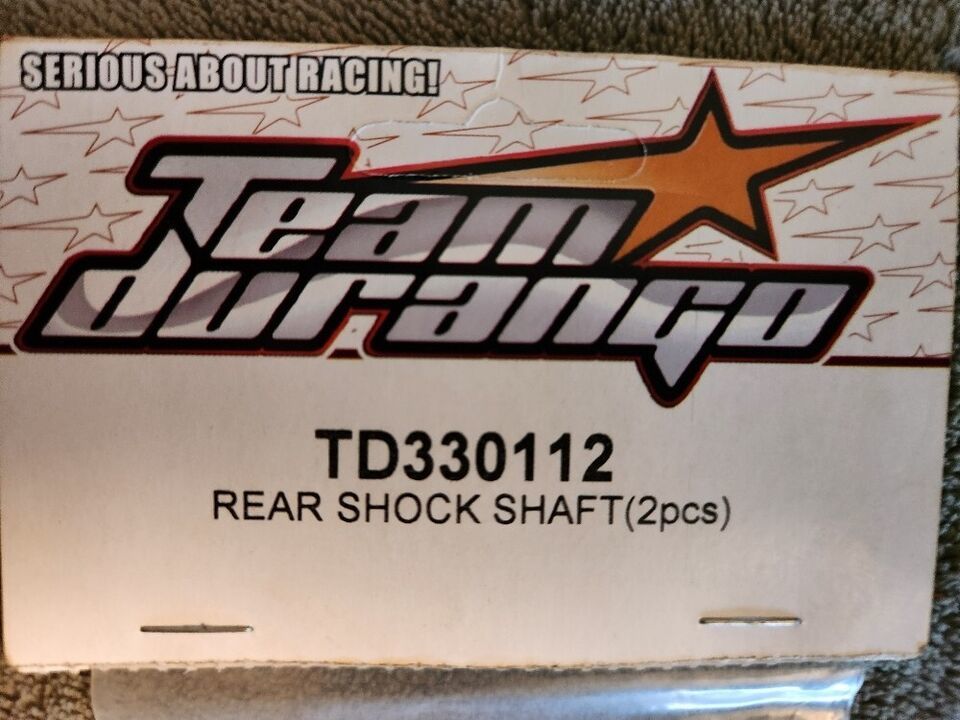 SERIOUS ABOUT RACING!
Team
durango
TD330112
REAR SHOCK SHAFT(2pcs)